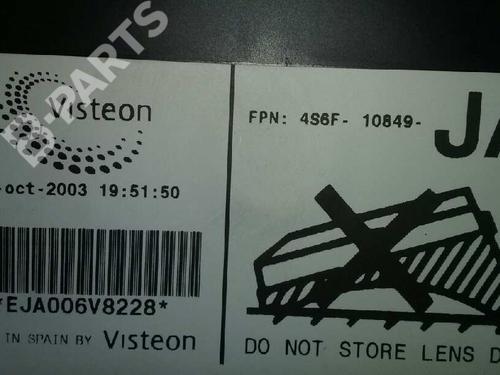 Visteon
-oct-2003 19:51:50
*EJA006V8228*
IN SPAIN BY Visteon
FPN: 4S6F- 10849-
JA
DO NOT STORE LENS D
B-PARTS